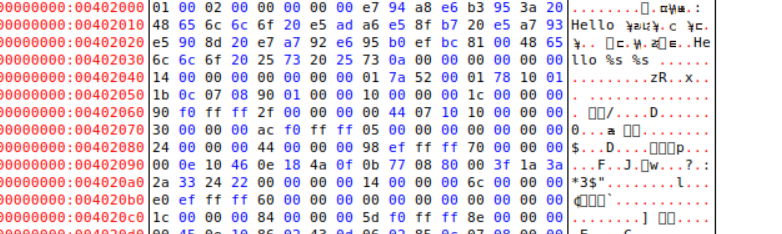 00000000:00402000 01 00 02 00 00 00 00 00 e7 94 a8 e6 b3 95 3a 20
00000000:00402010 48 65 6c 6c 6f 20 e5 ad a6 e5 8f b7 20 e5 a7 93 Hello
00000000:00402020 e5 90 8d 20 e7 a7 92 e6 95 b0 ef bc 81 00 48 65 He
00000000:00402030 6c 6c 6f 20 25 73 20 25 73 0a 00 00 00 00 00 00 llo %s %s ......
00000000:00402040 14 00 00 00 00 00 00 00 01 7a 52 00 01 78 10 01 .........zR..x..
00000000:00402050 1b 0c 07 08 90 01 00 00 10 00 00 00 1c 00 00 00
00000000:00402060 90 f0 ff ff 2f 00 00 00 00 44 07 10 10 00 00 00 /....D......
00000000:00402070 30 00 00 00 ac f0 ff ff 05 00 00 00 00 00 00 00 0...
00000000:00402080 24 00 00 00 44 00 00 00 98 ef ff ff 70 00 00 00 $...D... p...
00000000:00402090 00 0e 10 46 0e 18 4a 0f 0b 77 08 80 00 3f 1a 3a ...F..J. w...?.:
00000000:004020a0 2a 33 24 22 00 00 00 00 14 00 00 00 6c 00 00 00 *3$"........l...
00000000:004020b0 e0 ef ff ff 60 00 00 00 00 00 00 00 00 00 00 00 `...........
00000000:004020c0 1c 00 00 00 84 00 00 00 5d f0 ff ff 8e 00 00 00 ........]